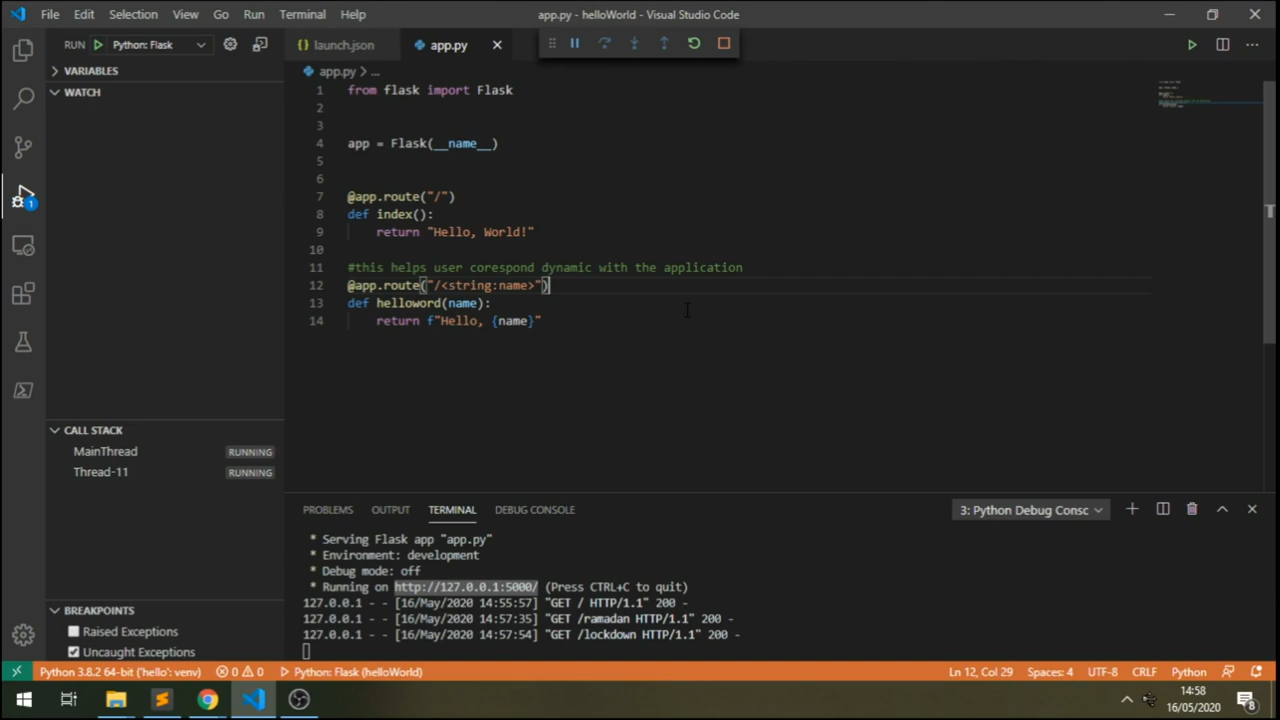 File Edit Selection View Go Run Terminal Help
app.py - helloWorld - Visual Studio Code
RUN Python: Flask
launch.json
app.py
VARIABLES
WATCH
CALL STACK
MainThread RUNNING
Thread-11 RUNNING
BREAKPOINTS
Raised Exceptions
Uncaught Exceptions
1
app.py > ...
1 from flask import Flask
2
3
4 app = Flask(__name__)
5
6
7 @app.route("/")
8 def index():
9 return "Hello, World!"
10
11 #this helps user corespond dynamic with the application
12 @app.route("/<string:name>")
13 def helloword(name):
14 return f"Hello, {name}"
PROBLEMS OUTPUT TERMINAL DEBUG CONSOLE
3: Python Debug Consc
* Serving Flask app "app.py"
* Environment: development
* Debug mode: off
* Running on http://127.0.0.1:5000/ (Press CTRL+C to quit)
127.0.0.1 - - [16/May/2020 14:55:57] "GET / HTTP/1.1" 200 -
127.0.0.1 - - [16/May/2020 14:57:35] "GET /ramadan HTTP/1.1" 200 -
127.0.0.1 - - [16/May/2020 14:57:54] "GET /lockdown HTTP/1.1" 200 -
Python 3.8.2 64-bit ('hello': venv) 0 0 Python: Flask (helloWorld)
Ln 12, Col 29 Spaces: 4 UTF-8 CRLF Python
14:58
16/05/2020
8